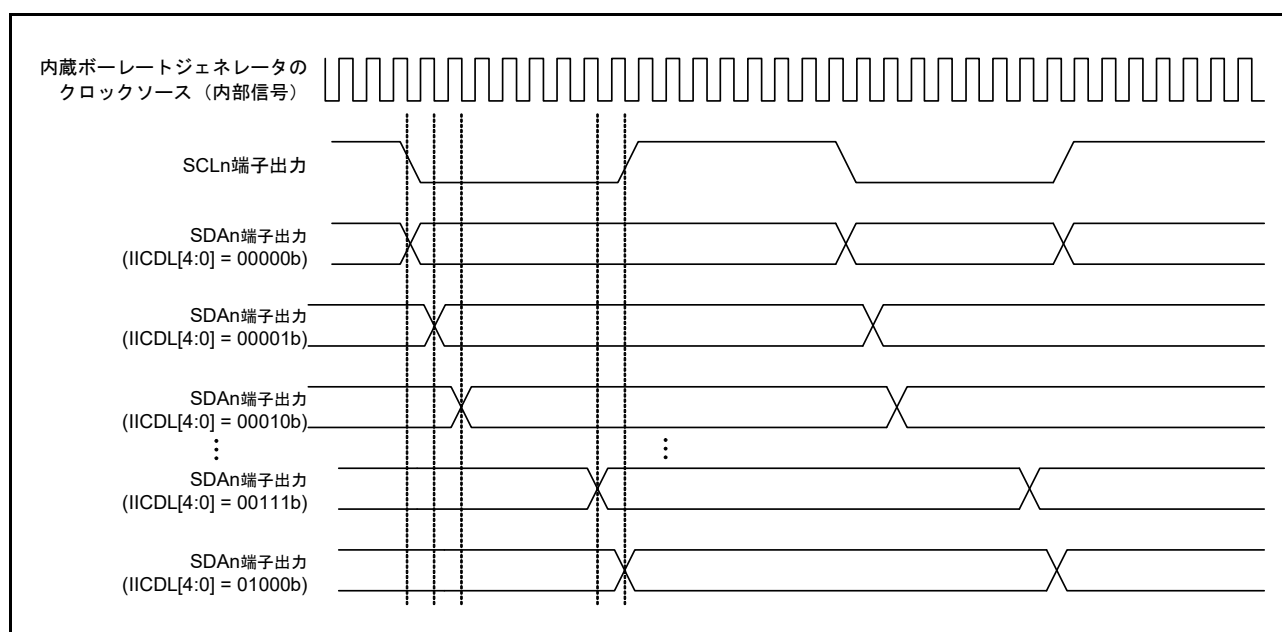 内蔵ボーレートジェネレータの
クロックソース（内部信号）
SCLn端子出力
SDAn端子出力
(IICDL[4:0] = 00000b)
SDAn端子出力
(IICDL[4:0] = 00001b)
SDAn端子出力
(IICDL[4:0] = 00010b)
SDAn端子出力
(IICDL[4:0] = 00111b)
SDAn端子出力
(IICDL[4:0] = 01000b)